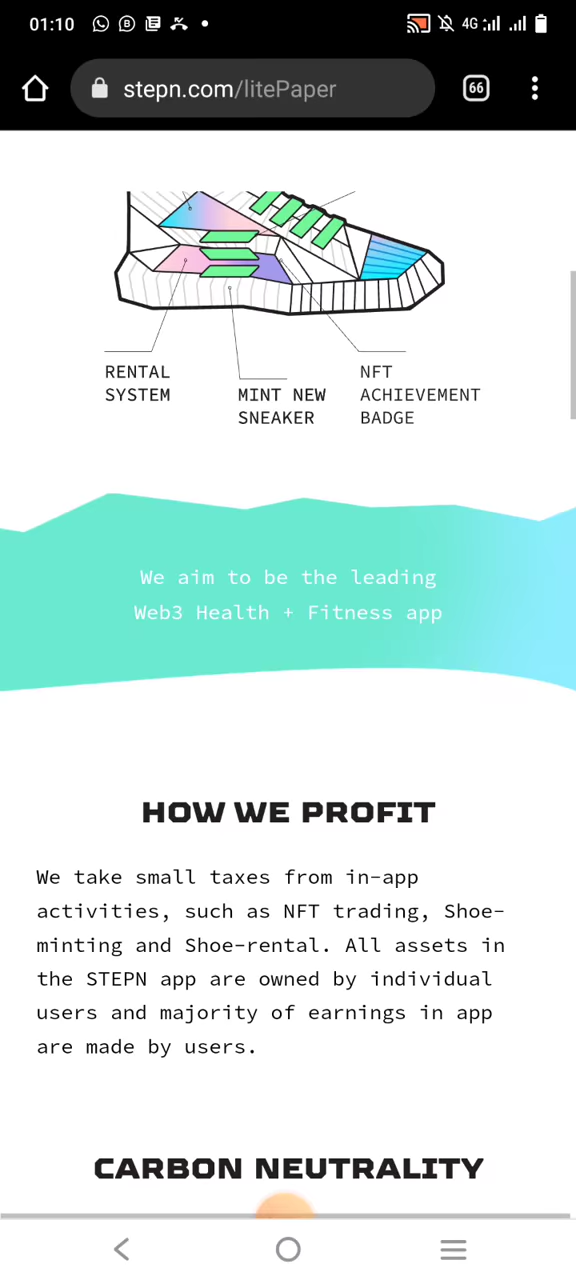 01:10
4G
stepn.com/litePaper
66
RENTAL
SYSTEM
MINT NEW
SNEAKER
NFT
ACHIEVEMENT
BADGE
We aim to be the leading
Web3 Health + Fitness app
HOW WE PROFIT
We take small taxes from in-app
activities, such as NFT trading, Shoe-
minting and Shoe-rental. All assets in
the STEPN app are owned by individual
users and majority of earnings in app
are made by users.
CARBON NEUTRALITY